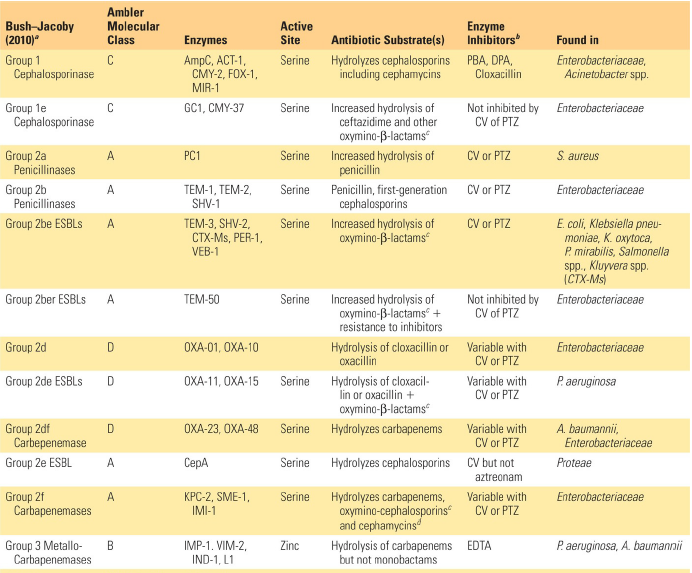 Bush–Jacoby (2010)a | Ambler Molecular Class | Enzymes | Active Site | Antibiotic Substrate(s) | Enzyme Inhibitorsb | Found in
Group 1 Cephalosporinase | C | AmpC, ACT-1, CMY-2, FOX-1, MIR-1 | Serine | Hydrolyzes cephalosporins including cephamycins | PBA, DPA, Cloxacillin | Enterobacteriaceae, Acinetobacter spp.
Group 1e Cephalosporinase | C | GC1, CMY-37 | Serine | Increased hydrolysis of ceftazidime and other oxymino-β-lactamsc | Not inhibited by CV of PTZ | Enterobacteriaceae
Group 2a Penicillinases | A | PC1 | Serine | Increased hydrolysis of penicillin | CV or PTZ | S. aureus
Group 2b Penicillinases | A | TEM-1, TEM-2, SHV-1 | Serine | Penicillin, first-generation cephalosporins | CV or PTZ | Enterobacteriaceae
Group 2be ESBLs | A | TEM-3, SHV-2, CTX-Ms, PER-1, VEB-1 | Serine | Increased hydrolysis of oxymino-β-lactamsc | CV or PTZ | E. coli, Klebsiella pneumoniae, K. oxytoca, P. mirabilis, Salmonella spp., Kluyvera spp. (CTX-Ms)
Group 2ber ESBLs | A | TEM-50 | Serine | Increased hydrolysis of oxymino-β-lactamsc + resistance to inhibitors | Not inhibited by CV of PTZ | Enterobacteriaceae
Group 2d | D | OXA-01, OXA-10 | Hydrolysis of cloxacillin or oxacillin | Variable with CV or PTZ | Enterobacteriaceae
Group 2de ESBLs | D | OXA-11, OXA-15 | Serine | Hydrolysis of cloxacillin or oxacillin + oxymino-β-lactamsc | Variable with CV or PTZ | P. aeruginosa
Group 2df Carbepenemase | D | OXA-23, OXA-48 | Serine | Hydrolyzes carbapenems | Variable with CV or PTZ | A. baumannii, Enterobacteriaceae
Group 2e ESBL | A | CepA | Serine | Hydrolyzes cephalosporins | CV but not aztreonam | Proteae
Group 2f Carbapenemases | A | KPC-2, SME-1, IMI-1 | Serine | Hydrolyzes carbapenems, oxymino-cephalosporinsc and cephamycinsd | Variable with CV or PTZ | Enterobacteriaceae
Group 3 Metallo-Carbapenemases | B | IMP-1, VIM-2, IND-1, L1 | Zinc | Hydrolysis of carbapenems but not monobactams | EDTA | P. aeruginosa, A. baumannii